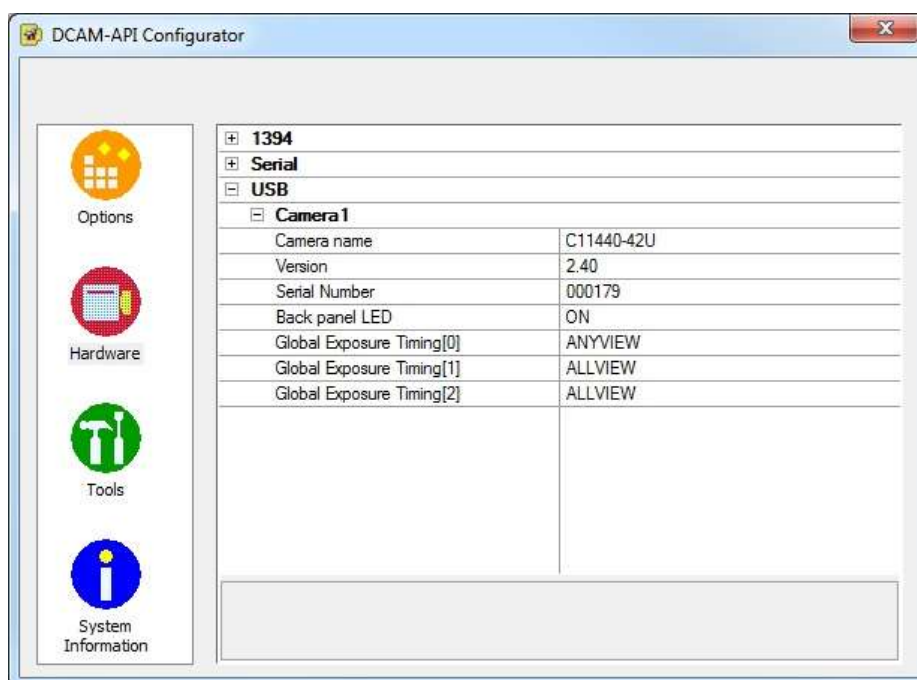 DCAM-API Configurator
Options
Hardware
Tools
System
Information
1394
Serial
USB
Camera1
Camera name C11440-42U
Version 2.40
Serial Number 000179
Back panel LED ON
Global Exposure Timing[0] ANYVIEW
Global Exposure Timing[1] ALLVIEW
Global Exposure Timing[2] ALLVIEW